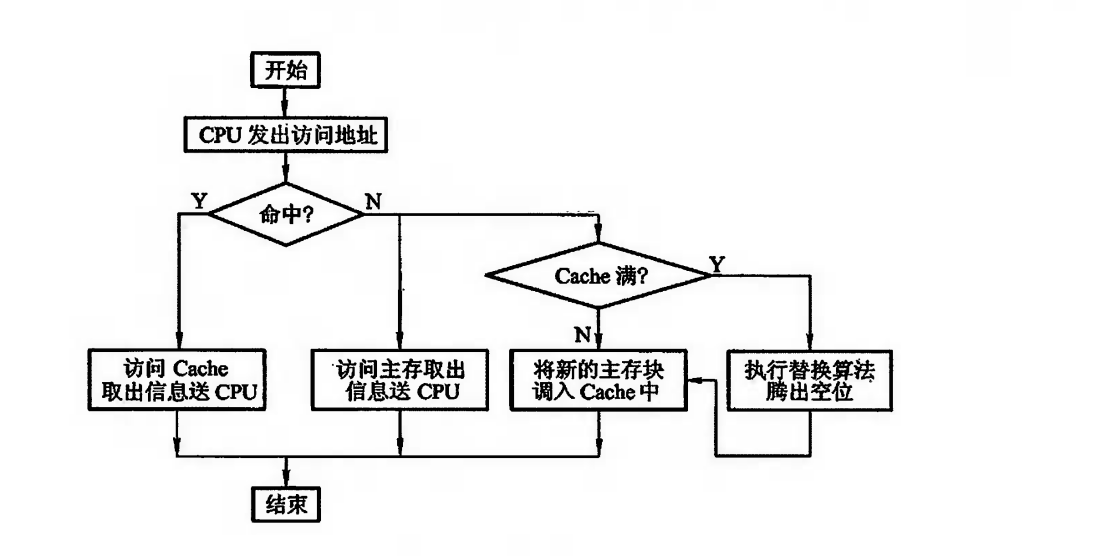 开始
CPU 发出访问地址
Y
命中?
N
Cache 满?
Y
N
访问 Cache
取出信息送 CPU
访问主存取出
信息送 CPU
将新的主存块
调入 Cache 中
执行替换算法
腾出空位
结束